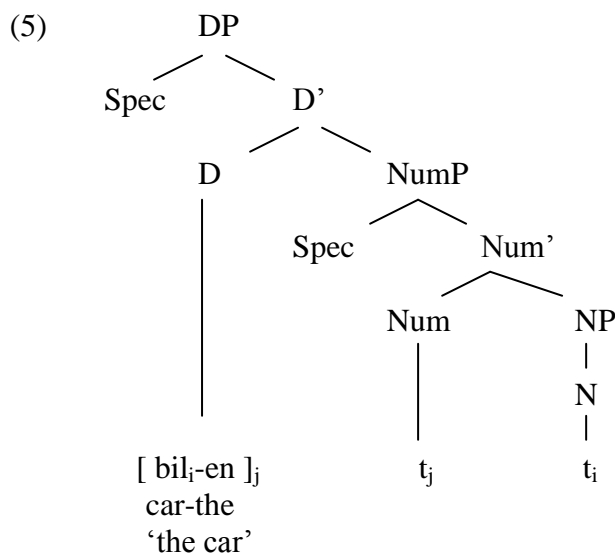 (5) DP
Spec D’
D NumP
Spec Num’
Num NP
N
[ bilᵢ-en ]ⱼ tⱼ tᵢ
car-the
‘the car’